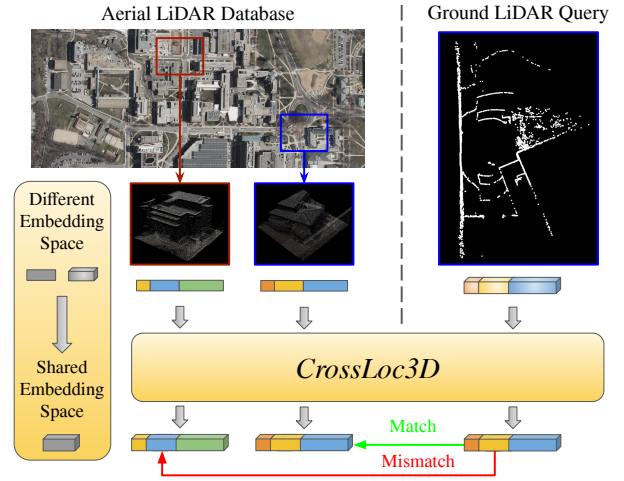 Aerial LiDAR Database
Ground LiDAR Query
Different
Embedding
Space
Shared
Embedding
Space
CrossLoc3D
Match
Mismatch